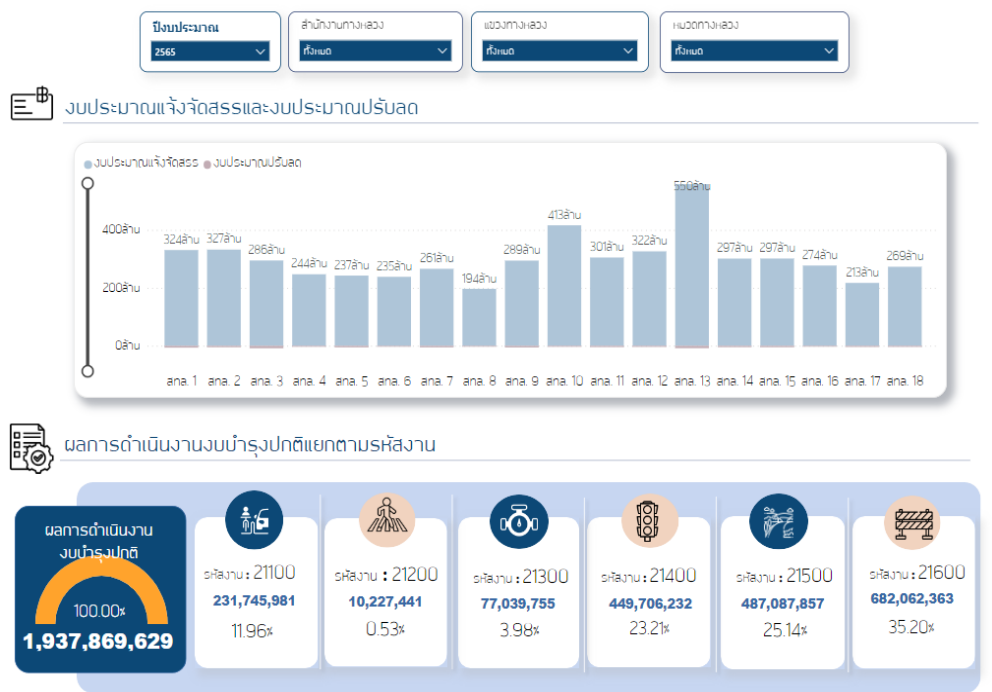 ปีงบประมาณ
2565
สำนักงานทางหลวง
ทั้งหมด
แขวงทางหลวง
ทั้งหมด
หมวดทางหลวง
ทั้งหมด
งบประมาณแจ้งจัดสรรและงบประมาณปรับลด
งบประมาณแจ้งจัดสรร งบประมาณปรับลด
400ล้าน
200ล้าน
0ล้าน
324ล้าน 327ล้าน 286ล้าน 244ล้าน 237ล้าน 235ล้าน 261ล้าน 194ล้าน 289ล้าน 413ล้าน 301ล้าน 322ล้าน 550ล้าน 297ล้าน 297ล้าน 274ล้าน 213ล้าน 269ล้าน
สทล. 1 สทล. 2 สทล. 3 สทล. 4 สทล. 5 สทล. 6 สทล. 7 สทล. 8 สทล. 9 สทล. 10 สทล. 11 สทล. 12 สทล. 13 สทล. 14 สทล. 15 สทล. 16 สทล. 17 สทล. 18
ผลการดำเนินงานงบบำรุงปกติแยกตามรหัสงาน
ผลการดำเนินงาน
งบบำรุงปกติ
100.00%
1,937,869,629
รหัสงาน : 21100
231,745,981
11.96%
รหัสงาน : 21200
10,227,441
0.53%
รหัสงาน : 21300
77,039,755
3.98%
รหัสงาน : 21400
449,706,232
23.21%
รหัสงาน : 21500
487,087,857
25.14%
รหัสงาน : 21600
682,062,363
35.20%